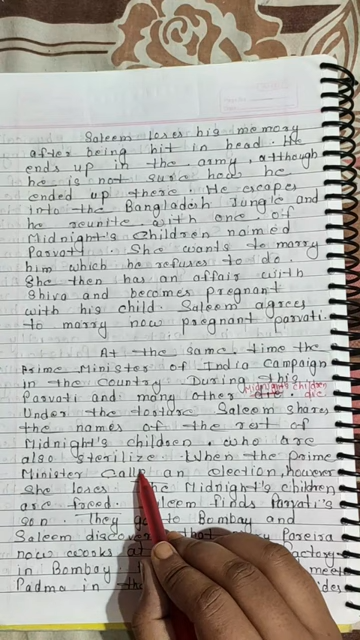 Saleem loses his memory
after being hit in head. He
ends up in the army, although
he is not sure how he
ended up there. He escapes
into the Bangladesh Jungle and
he reunite with one of
Midnight's Children named
Parvati. She wants to marry
him which he refuses to do.
She then has an affair with
Shiva and becomes pregnant
with his child. Saleem agrees
to marry now pregnant Parvati.
At the same time the
Prime Minister of India Campaign
in the country. During this
Midnight's children
Parvati and many other die. die
Under the torture Saleem shares
the names of the rest of
Midnight's children. who are
also sterilize. When the prime
Minister Calls an election, however
she loses. The Midnight's children
are freed. Saleem finds Parvati's
son. They go to Bombay and
Saleem discovers that Pareira
now works at Factory
in Bombay. meet
Padma in the